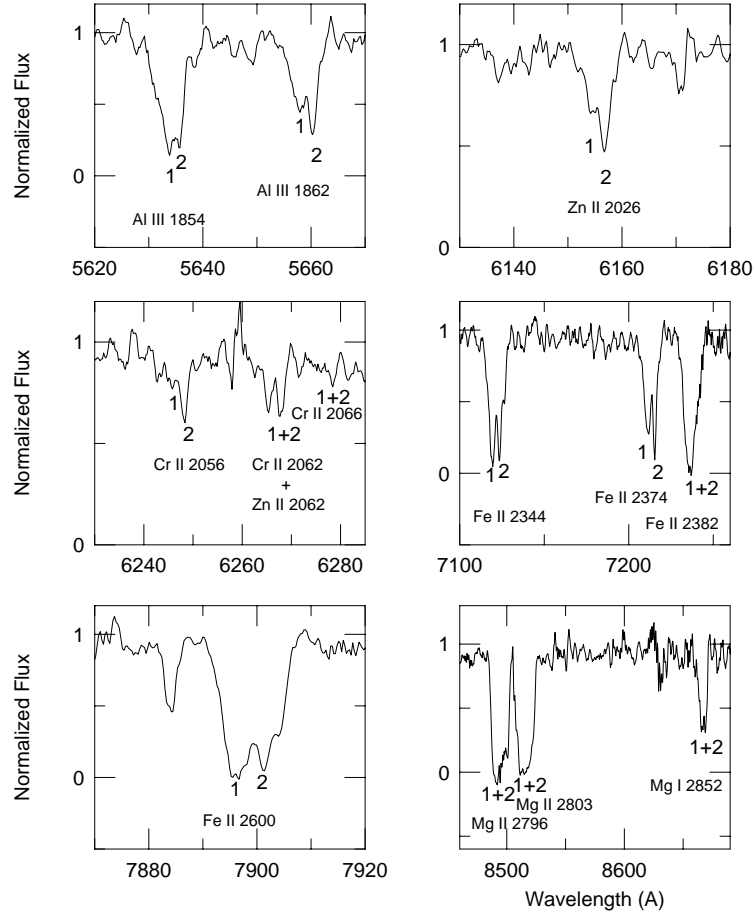 1
0
Normalized Flux
1
2
1
2
Al III 1854
Al III 1862
5620
5640
5660
1
0
1
2
Zn II 2026
6140
6160
6180
1
0
Normalized Flux
1
2
1+2
1+2
Cr II 2066
Cr II 2056
Cr II 2062
+
Zn II 2062
6240
6260
6280
1
0
1
2
1
2
1+2
Fe II 2344
Fe II 2374
Fe II 2382
7100
7200
1
0
Normalized Flux
1
2
Fe II 2600
7880
7900
7920
1
0
1+2
1+2
1+2
Mg II 2796
Mg II 2803
Mg I 2852
8500
8600
Wavelength (A)